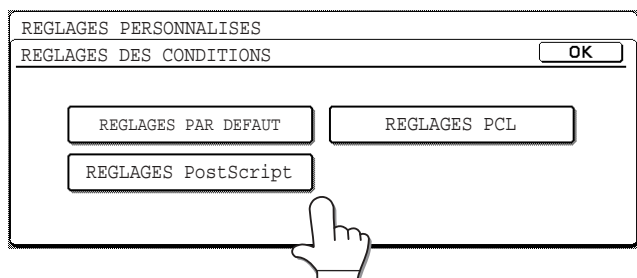 REGLAGES PERSONNALISES
REGLAGES DES CONDITIONS
OK
REGLAGES PAR DEFAUT
REGLAGES PCL
REGLAGES PostScript